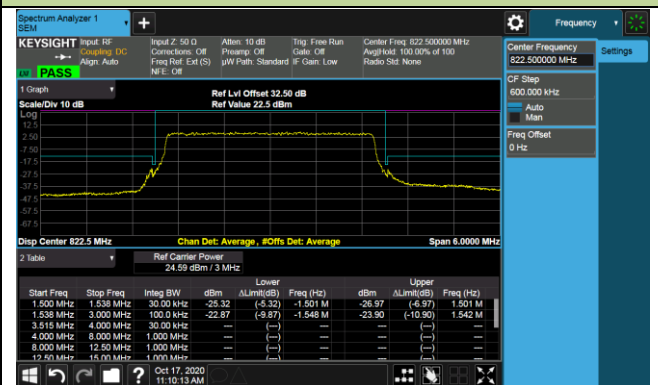 Spectrum Analyzer 1
SEM
+
Frequency
KEYSIGHT Input: RF Input Z: 50 Ω Atten: 10 dB Trig: Free Run Center Freq: 822.500000 MHz
Coupling: DC Corrections: Off Preamp: Off Gate: Off Avg|Hold: 100.00% of 100
Align: Auto Freq Ref: Ext (S) µW Path: Standard IF Gain: Low Radio Std: None
NFE: Off
PASS
Center Frequency
822.500000 MHz
Settings
CF Step
600.000 kHz
Auto
Man
Freq Offset
0 Hz
1 Graph
Ref Lvl Offset 32.50 dB
Scale/Div 10 dB Ref Value 22.5 dBm
Log
12.5
2.50
-7.50
-17.5
-27.5
-37.5
-47.5
-57.5
-67.5
Disp Center 822.5 MHz Chan Det: Average , #Offs Det: Average Span 6.0000 MHz
2 Table
Ref Carrier Power
24.59 dBm / 3 MHz
Lower Upper
Start Freq Stop Freq Integ BW dBm ΔLimit(dB) Freq (Hz) dBm ΔLimit(dB) Freq (Hz)
1.500 MHz 1.538 MHz 30.00 kHz -25.32 (-5.32) -1.501 M -26.97 (-6.97) 1.501 M
1.538 MHz 3.000 MHz 100.0 kHz -22.87 (-9.87) -1.548 M -23.90 (-10.90) 1.542 M
3.515 MHz 4.000 MHz 30.00 kHz --- (---) --- --- (---) ---
4.000 MHz 8.000 MHz 1.000 MHz --- (---) --- --- (---) ---
8.000 MHz 12.50 MHz 1.000 MHz --- (---) --- --- (---) ---
12.50 MHz 15.00 MHz 1.000 MHz --- (---) --- --- (---) ---
? Oct 17, 2020
11:10:13 AM